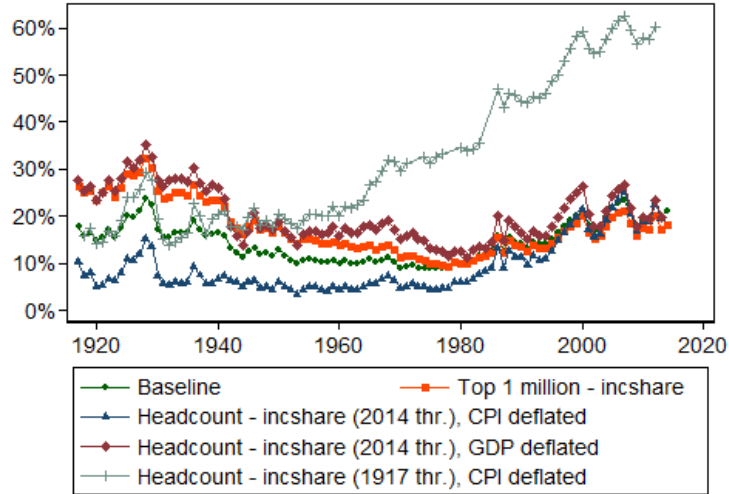 60%
50%
40%
30%
20%
10%
0%
1920 1940 1960 1980 2000 2020
Baseline Top 1 million - incshare
Headcount - incshare (2014 thr.), CPI deflated
Headcount - incshare (2014 thr.), GDP deflated
Headcount - incshare (1917 thr.), CPI deflated